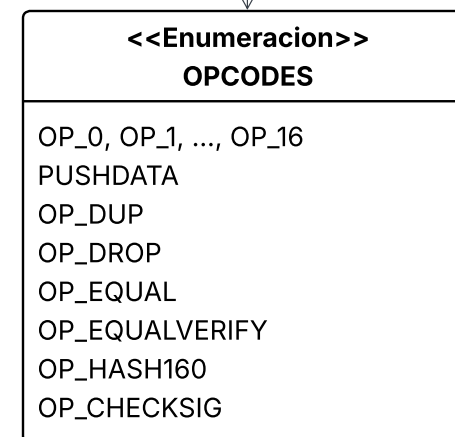 <<Enumeracion>>
OPCODES
OP_0, OP_1, ..., OP_16
PUSHDATA
OP_DUP
OP_DROP
OP_EQUAL
OP_EQUALVERIFY
OP_HASH160
OP_CHECKSIG